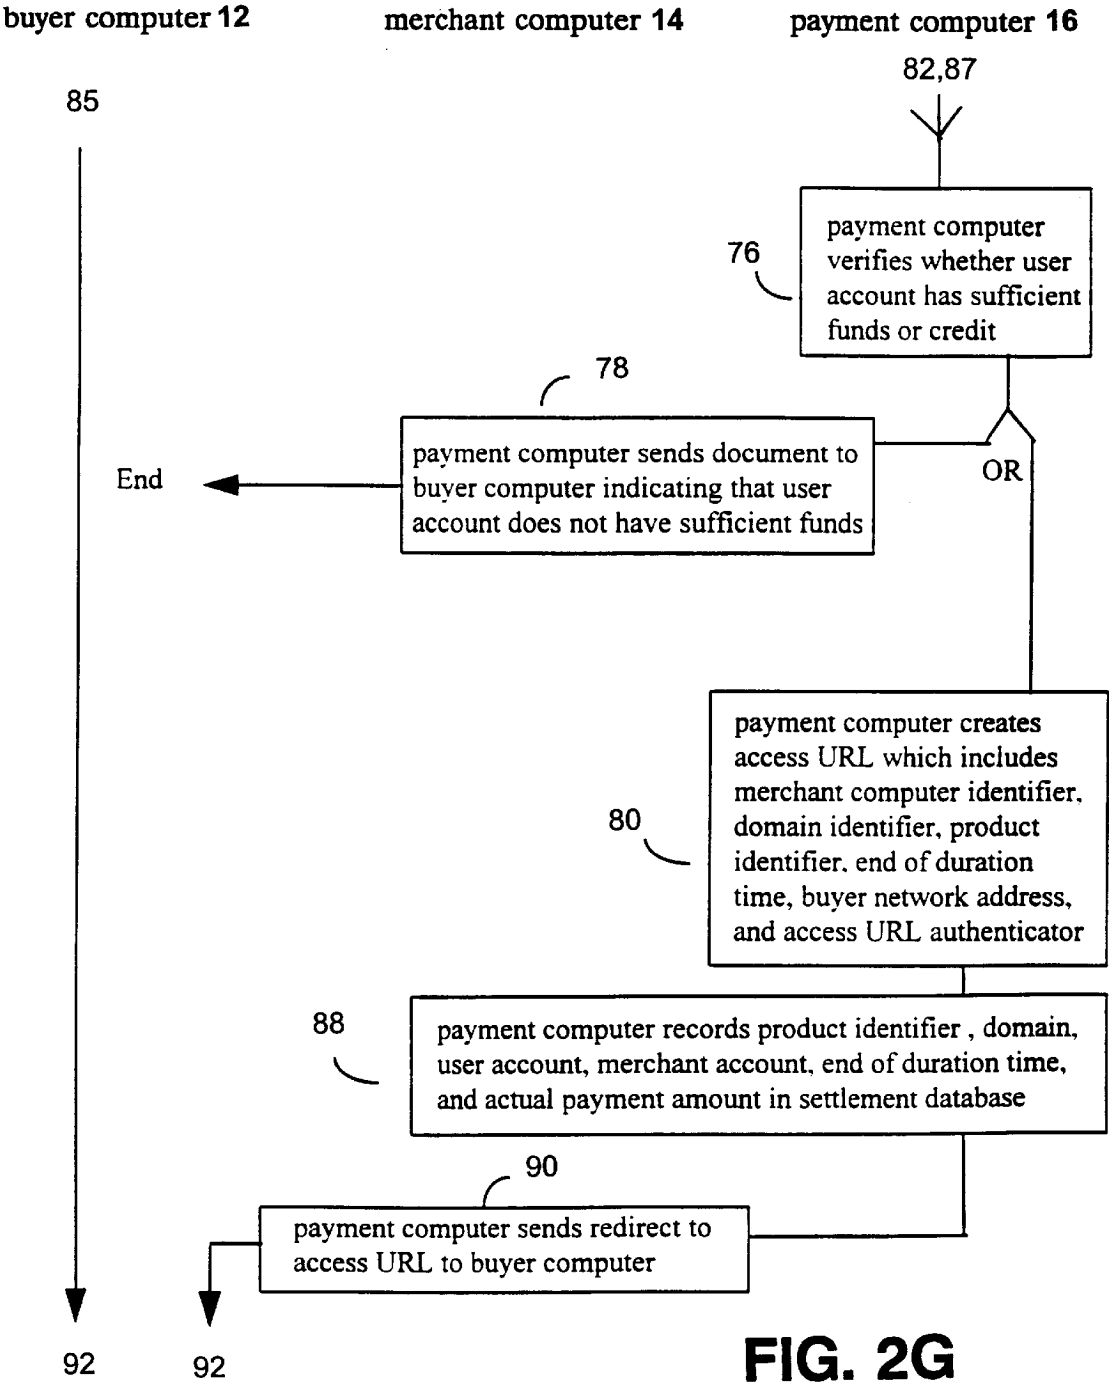 buyer computer 12
merchant computer 14
payment computer 16
82,87
85
payment computer
verifies whether user
account has sufficient
funds or credit
76
78
OR
payment computer sends document to
buyer computer indicating that user
account does not have sufficient funds
End
payment computer creates
access URL which includes
merchant computer identifier,
domain identifier, product
identifier, end of duration
time, buyer network address,
and access URL authenticator
80
88
payment computer records product identifier , domain,
user account, merchant account, end of duration time,
and actual payment amount in settlement database
90
payment computer sends redirect to
access URL to buyer computer
92
92
FIG. 2G